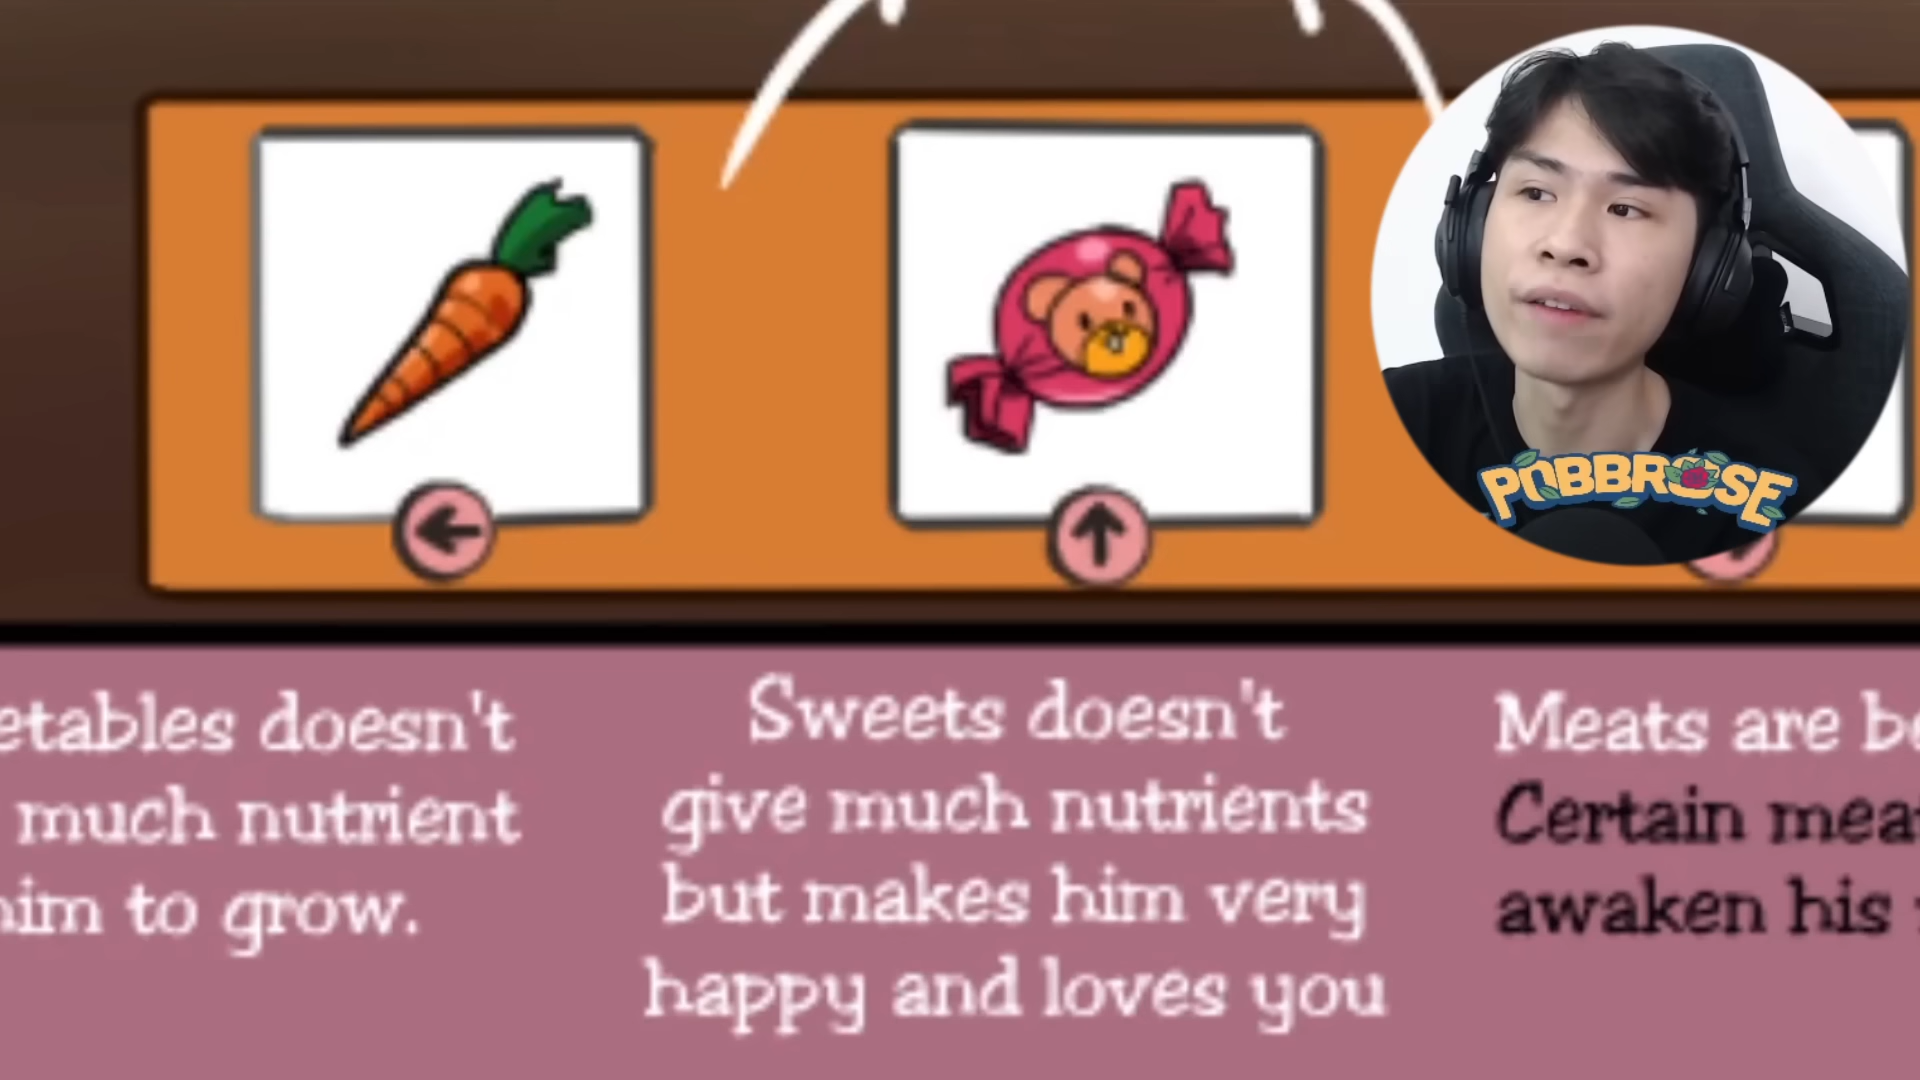 POBBROSE
etables doesn't
much nutrient
him to grow.
Sweets doesn't
give much nutrients
but makes him very
happy and loves you
Meats are be
Certain mea
awaken his